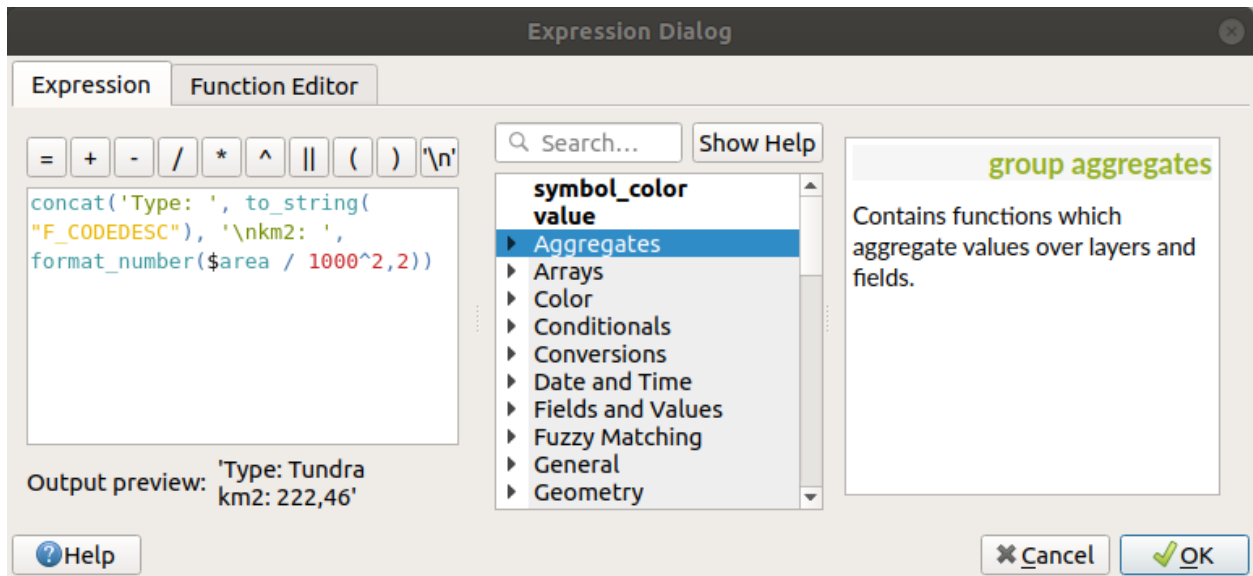 Expression Dialog
Expression
Function Editor
= + - / * ^ || ( ) '\n'
concat('Type: ', to_string(
"F_CODEDESC"), '\nkm2: ',
format_number($area / 1000^2,2))
Output preview: 'Type: Tundra
km2: 222,46'
Search...
Show Help
symbol_color
value
Aggregates
Arrays
Color
Conditionals
Conversions
Date and Time
Fields and Values
Fuzzy Matching
General
Geometry
group aggregates
Contains functions which
aggregate values over layers and
fields.
Help
Cancel
OK